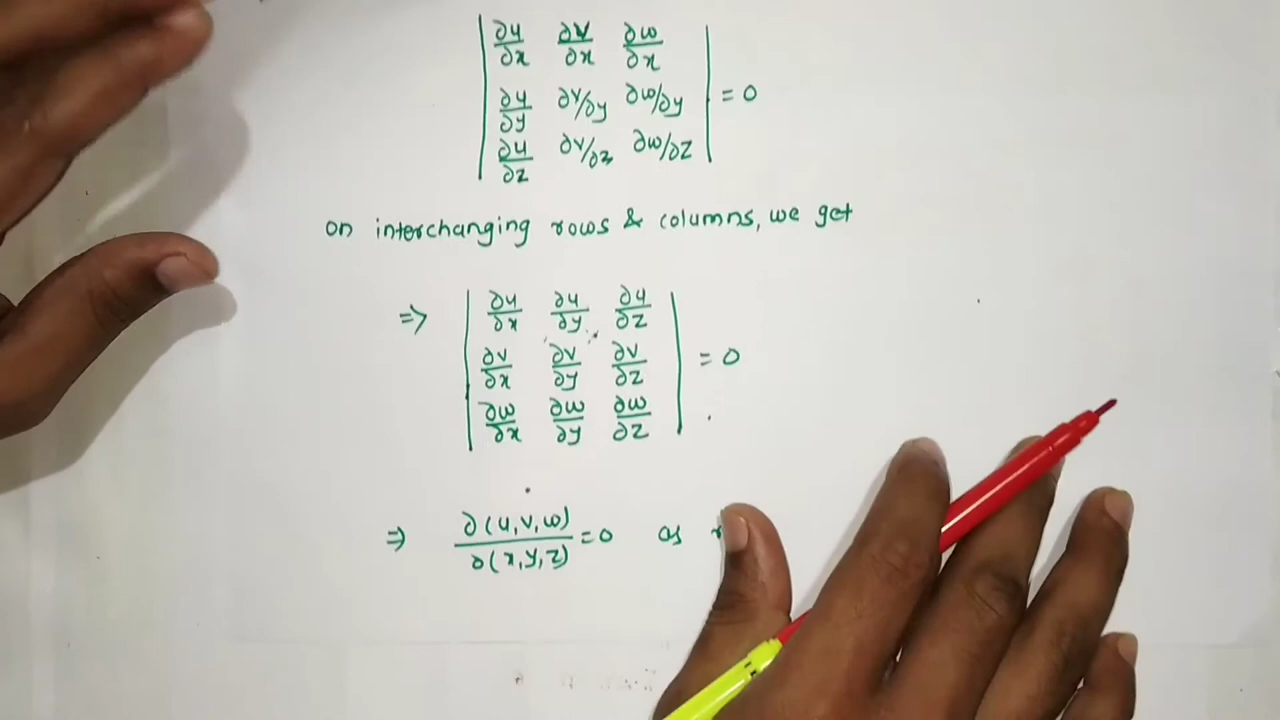 | ∂u/∂x ∂v/∂x ∂w/∂x |
| ∂u/∂y ∂v/∂y ∂w/∂y | = 0
| ∂u/∂z ∂v/∂z ∂w/∂z |
on interchanging rows & columns, we get
⇒ | ∂u/∂x ∂u/∂y ∂u/∂z |
| ∂v/∂x ∂v/∂y ∂v/∂z | = 0
| ∂w/∂x ∂w/∂y ∂w/∂z |
⇒ ∂(u,v,w)/∂(x,y,z) = 0 as